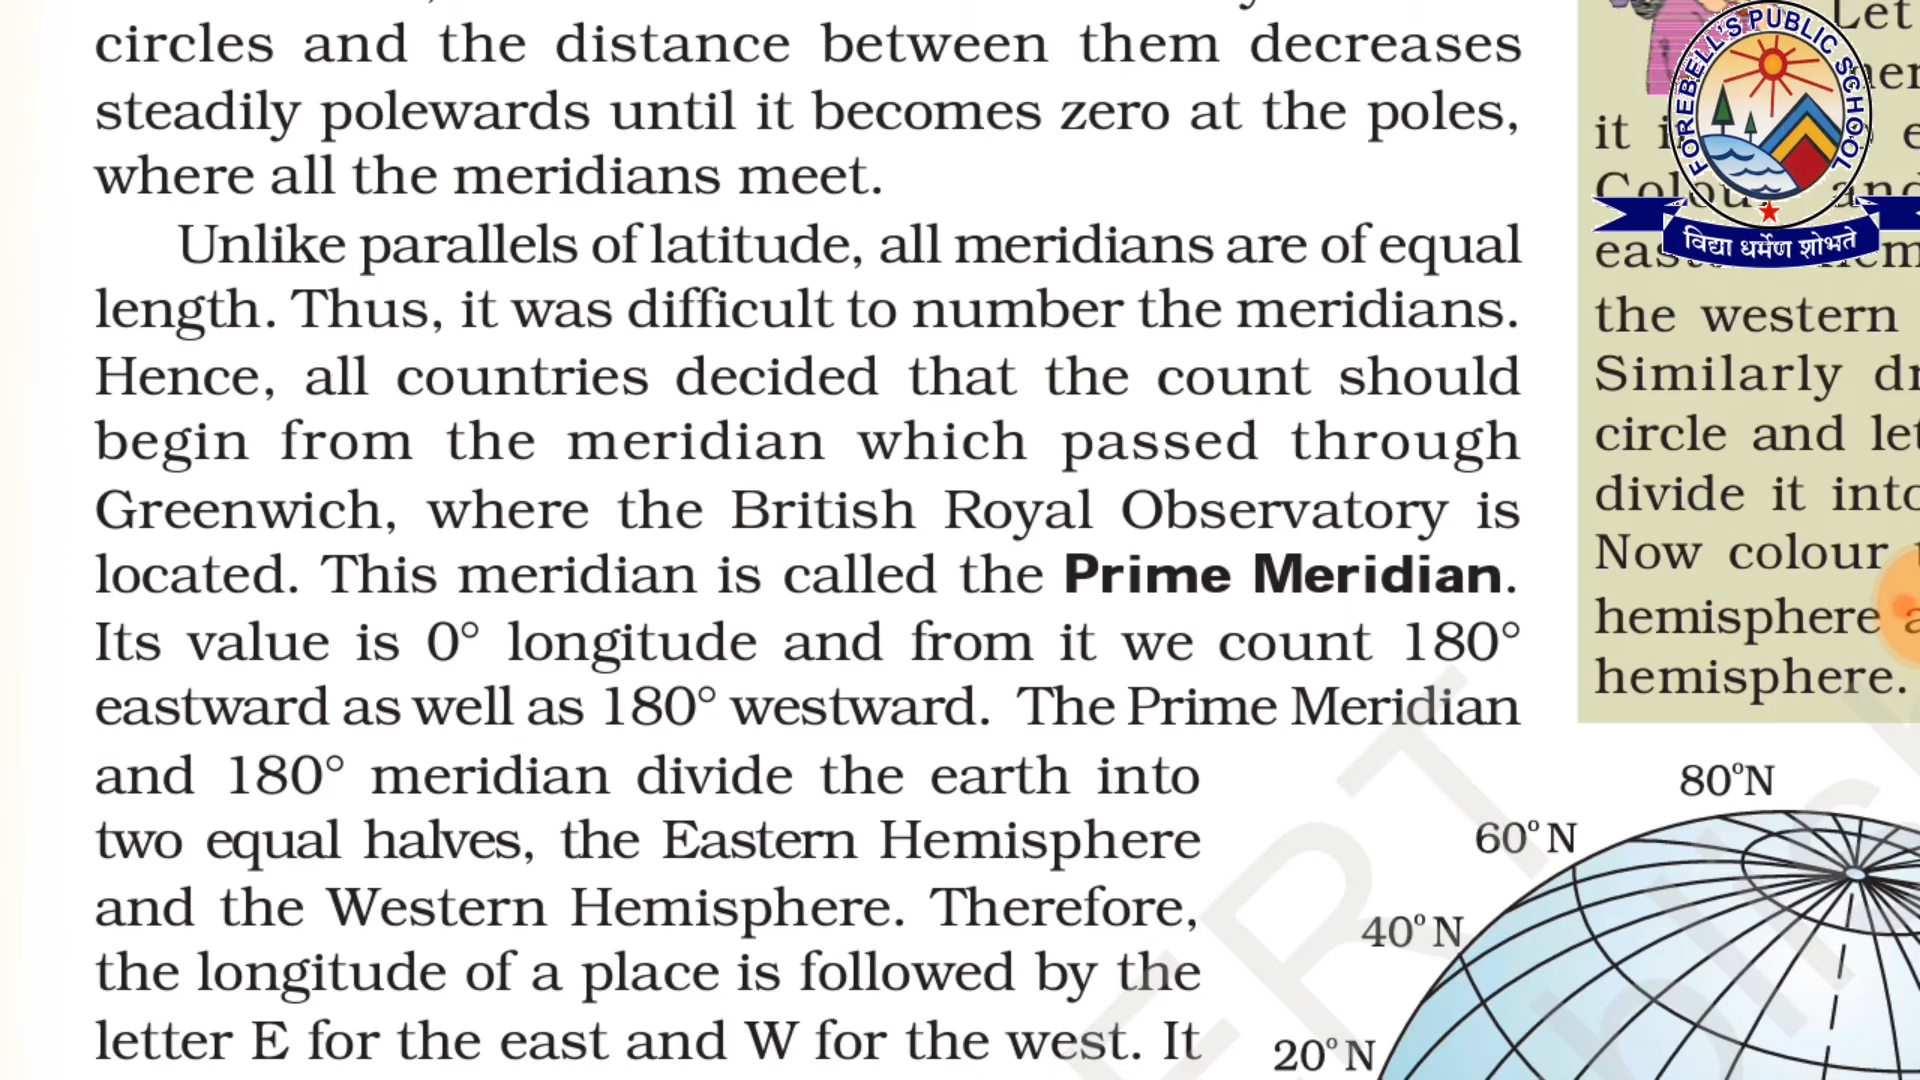 circles and the distance between them decreases
steadily polewards until it becomes zero at the poles,
where all the meridians meet.
Unlike parallels of latitude, all meridians are of equal
length. Thus, it was difficult to number the meridians.
Hence, all countries decided that the count should
begin from the meridian which passed through
Greenwich, where the British Royal Observatory is
located. This meridian is called the Prime Meridian.
Its value is 0° longitude and from it we count 180°
eastward as well as 180° westward. The Prime Meridian
and 180° meridian divide the earth into
two equal halves, the Eastern Hemisphere
and the Western Hemisphere. Therefore,
the longitude of a place is followed by the
letter E for the east and W for the west. It
Let
it
and
the western
Similarly
circle and
divide it
Now colour
hemisphere
hemisphere.
FOREBELL'S PUBLIC SCHOOL
विद्या धर्मेण शोभते
80°N
60°N
40°N
20°N